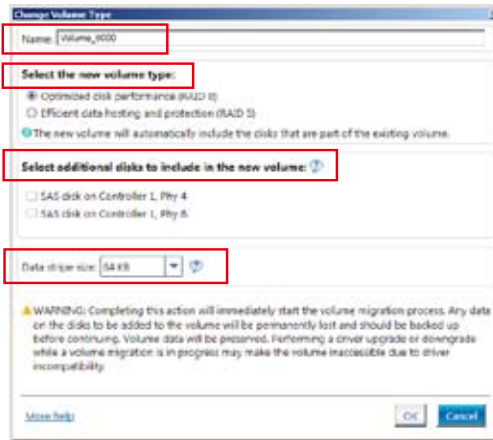 Change Volume Type
Name: Volume_0000
Select the new volume type:
Optimized disk performance (RAID 0)
Efficient data hosting and protection (RAID 5)
The new volume will automatically include the disks that are part of the existing volume.
Select additional disks to include in the new volume:
SAS disk on Controller 1, Phy 4
SAS disk on Controller 1, Phy 6
Data stripe size: 64 KB
WARNING: Completing this action will immediately start the volume migration process. Any data
on the disks to be added to the volume will be permanently lost and should be backed up
before continuing. Volume data will be preserved. Performing a driver upgrade or downgrade
while a volume migration is in progress may make the volume inaccessible due to driver
incompatibility.
More help
OK
Cancel